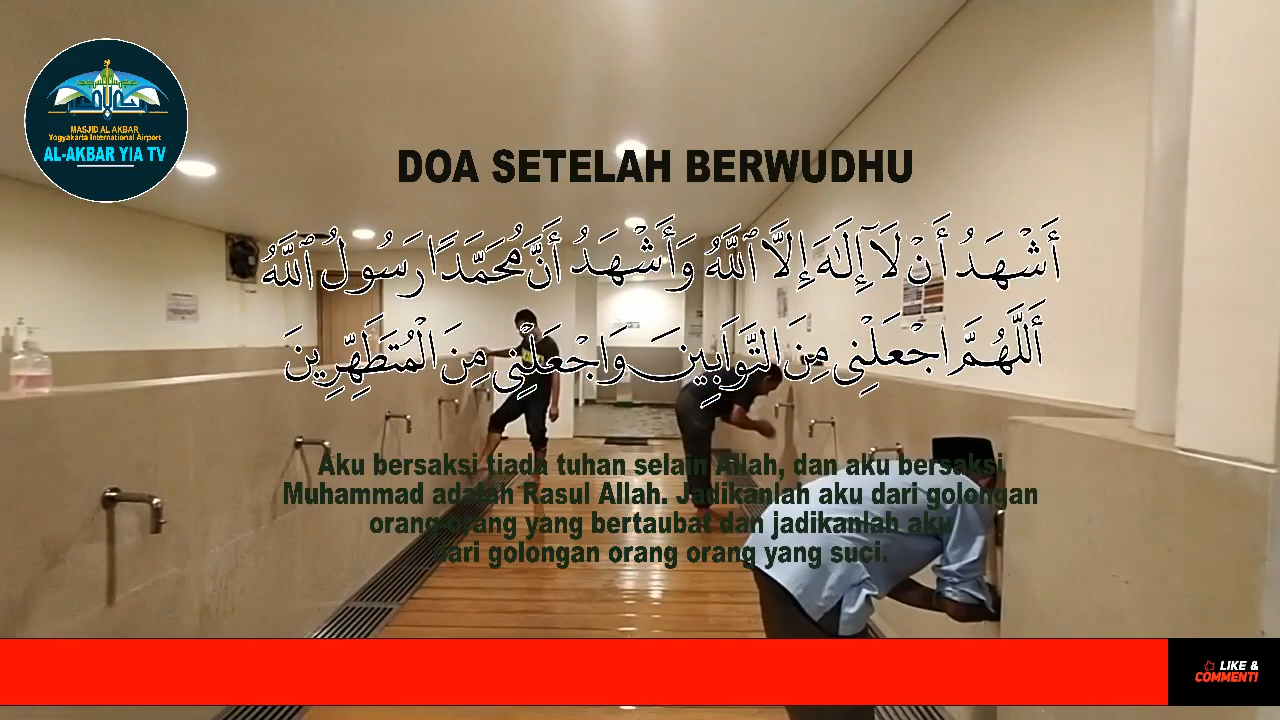 MASJID AL AKBAR
Yogyakarta International Airport
AL-AKBAR YIA TV
DOA SETELAH BERWUDHU
أَشْهَدُ أَنْ لَآ إِلَٰهَ إِلَّا ٱللَّٰهُ وَأَشْهَدُ أَنَّ مُحَمَّدًا رَسُولُ ٱللَّٰهُ
أَللَّهُمَّ اجْعَلْنِى مِنَ التَّوَابِينَ وَاجْعَلْنِى مِنَ الْمُتَطَهِّرِينَ
Aku bersaksi tiada tuhan selain Allah, dan aku bersaksi
Muhammad adalah Rasul Allah. Jadikanlah aku dari golongan
orang-orang yang bertaubat dan jadikanlah aku
dari golongan orang orang yang suci.
LIKE &
COMMENT!